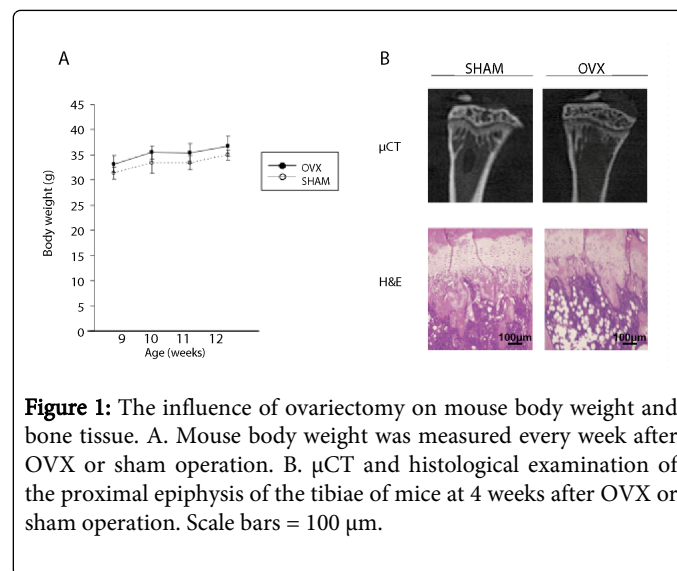 A
B
SHAM OVX
45
40
35
30
25
20
15
10
5
0
Body weight (g)
9 10 11 12
Age (weeks)
OVX
SHAM
µCT
H&E
100µm 100µm
Figure 1: The influence of ovariectomy on mouse body weight and
bone tissue. A. Mouse body weight was measured every week after
OVX or sham operation. B. µCT and histological examination of
the proximal epiphysis of the tibiae of mice at 4 weeks after OVX or
sham operation. Scale bars = 100 µm.